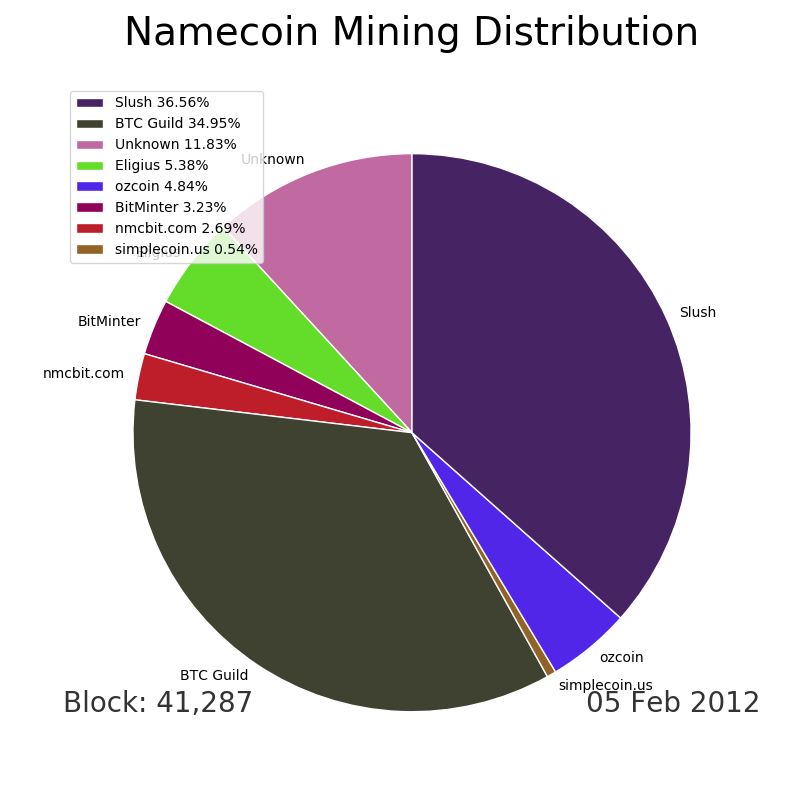 Namecoin Mining Distribution
Slush 36.56%
BTC Guild 34.95%
Unknown 11.83%
Eligius 5.38%
ozcoin 4.84%
BitMinter 3.23%
nmcbit.com 2.69%
simplecoin.us 0.54%
Unknown
Eligius
BitMinter
nmcbit.com
Slush
BTC Guild
ozcoin
simplecoin.us
Block: 41,287
05 Feb 2012